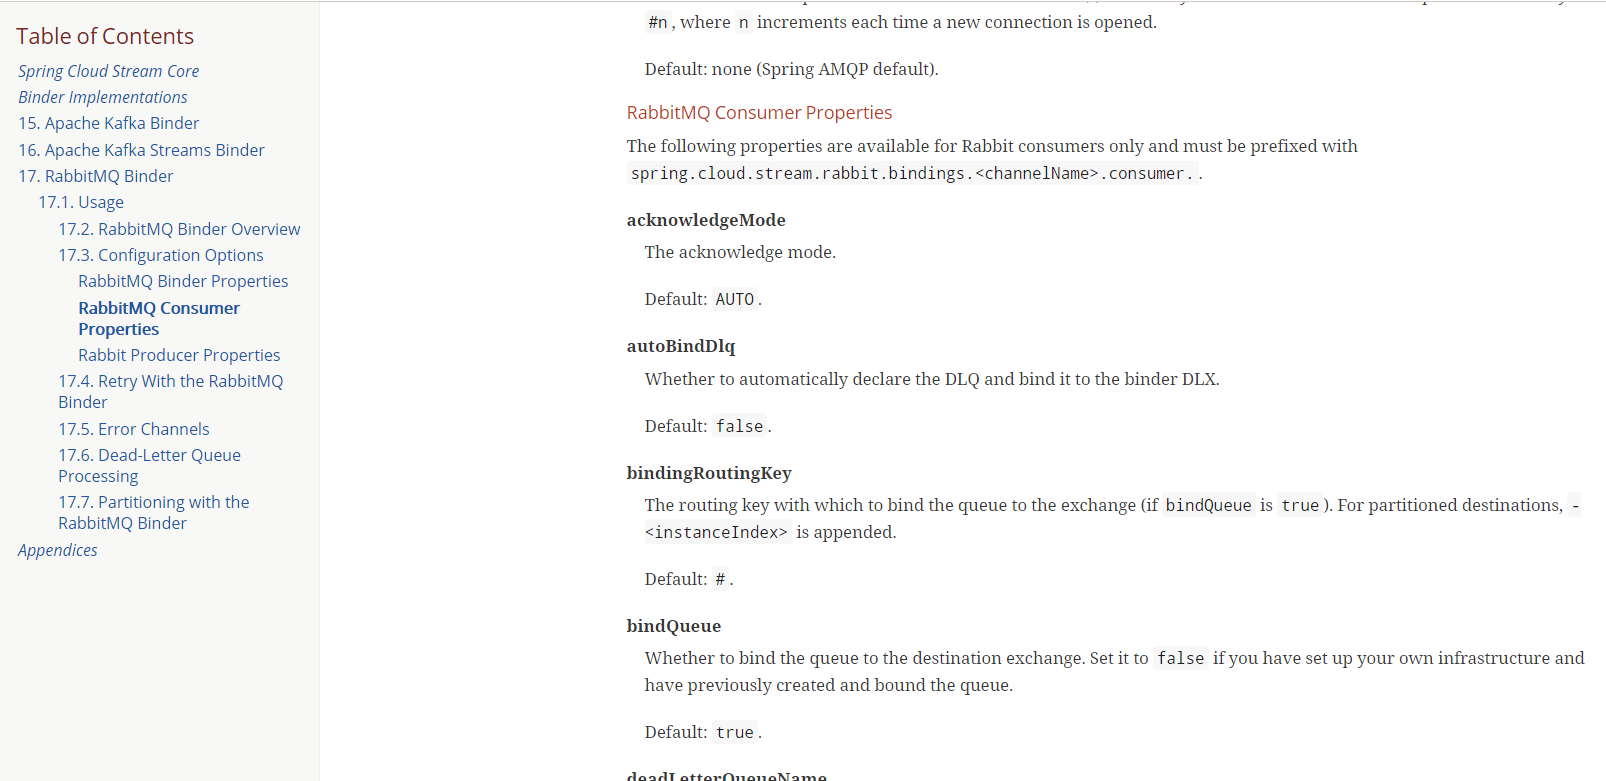 Table of Contents
Spring Cloud Stream Core
Binder Implementations
15. Apache Kafka Binder
16. Apache Kafka Streams Binder
17. RabbitMQ Binder
17.1. Usage
17.2. RabbitMQ Binder Overview
17.3. Configuration Options
RabbitMQ Binder Properties
RabbitMQ Consumer
Properties
Rabbit Producer Properties
17.4. Retry With the RabbitMQ
Binder
17.5. Error Channels
17.6. Dead-Letter Queue
Processing
17.7. Partitioning with the
RabbitMQ Binder
Appendices
#n, where n increments each time a new connection is opened.
Default: none (Spring AMQP default).
RabbitMQ Consumer Properties
The following properties are available for Rabbit consumers only and must be prefixed with
spring.cloud.stream.rabbit.bindings.<channelName>.consumer..
acknowledgeMode
The acknowledge mode.
Default: AUTO.
autoBindDlq
Whether to automatically declare the DLQ and bind it to the binder DLX.
Default: false.
bindingRoutingKey
The routing key with which to bind the queue to the exchange (if bindQueue is true). For partitioned destinations, -
<instanceIndex> is appended.
Default: #.
bindQueue
Whether to bind the queue to the destination exchange. Set it to false if you have set up your own infrastructure and
have previously created and bound the queue.
Default: true.
deadLetterQueueName